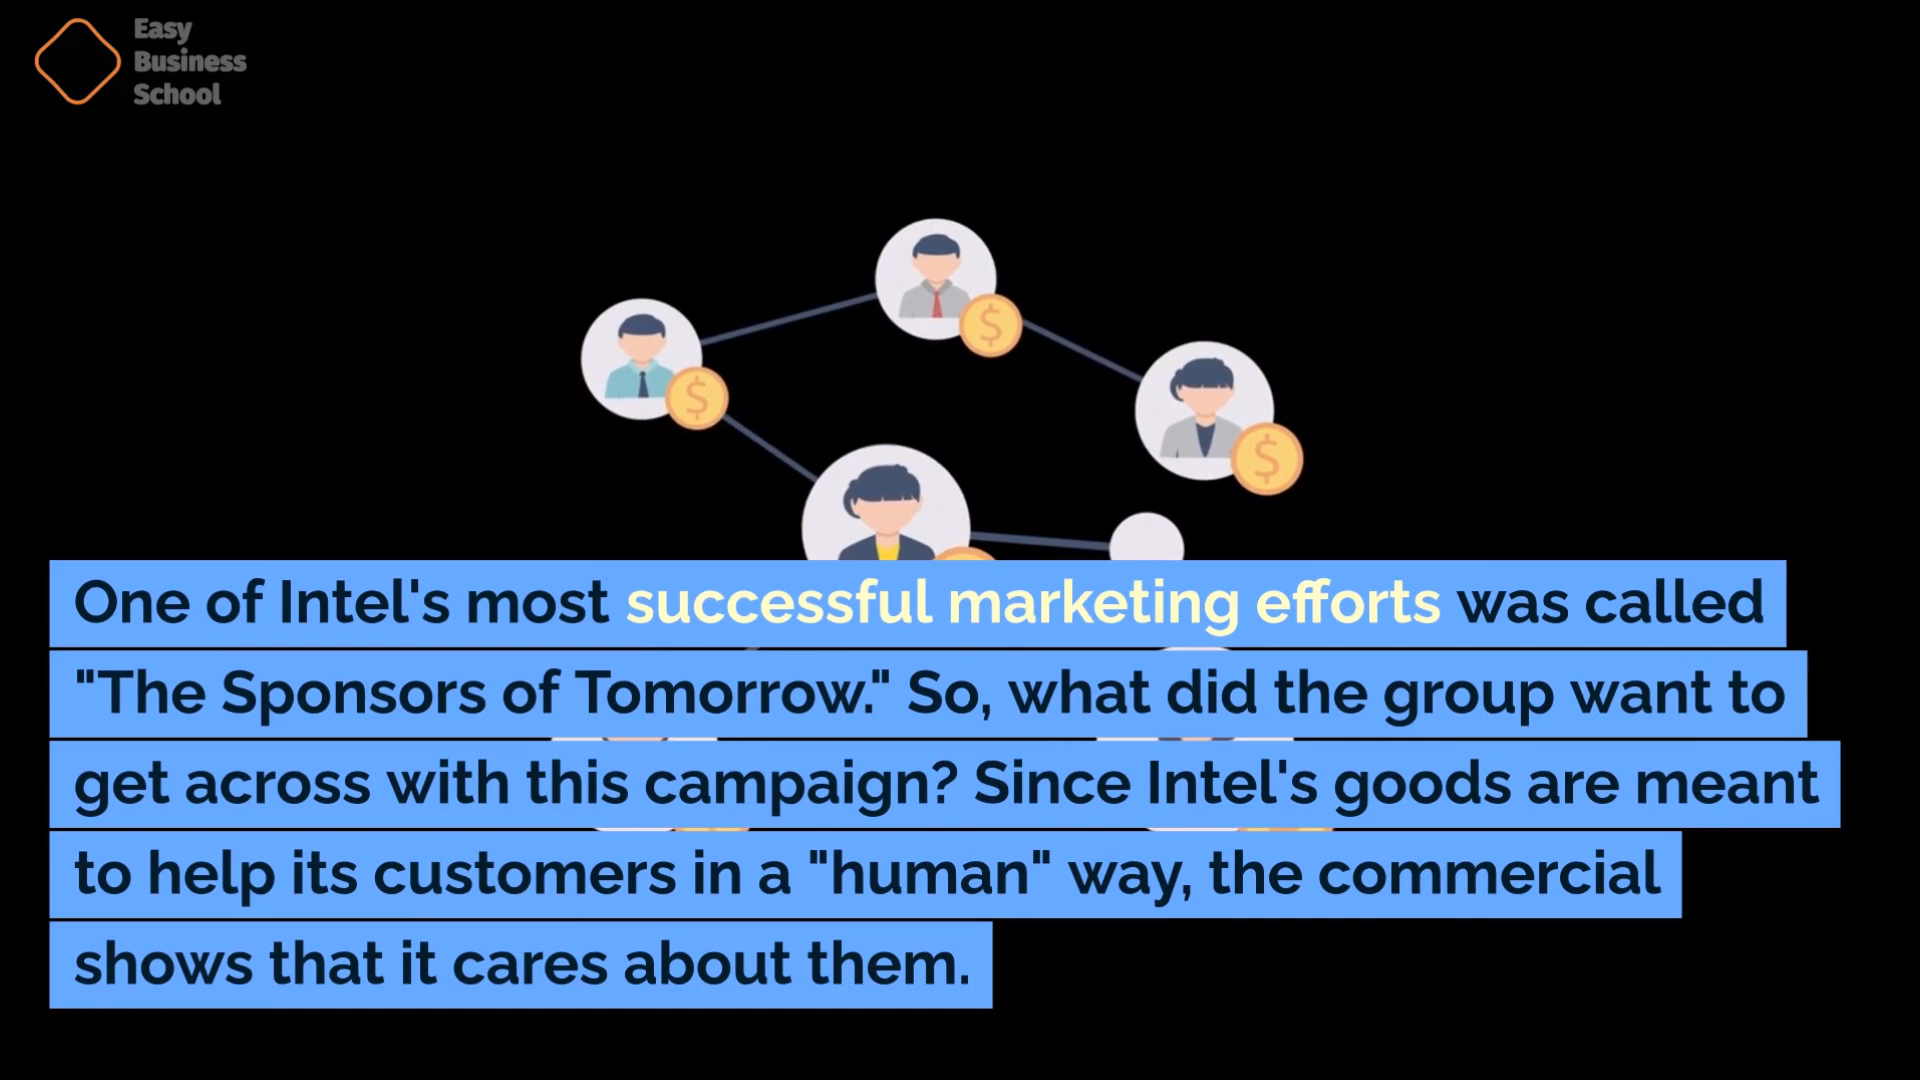 Easy
Business
School
$
$
$
One of Intel's most successful marketing efforts was called
"The Sponsors of Tomorrow." So, what did the group want to
get across with this campaign? Since Intel's goods are meant
to help its customers in a "human" way, the commercial
shows that it cares about them.